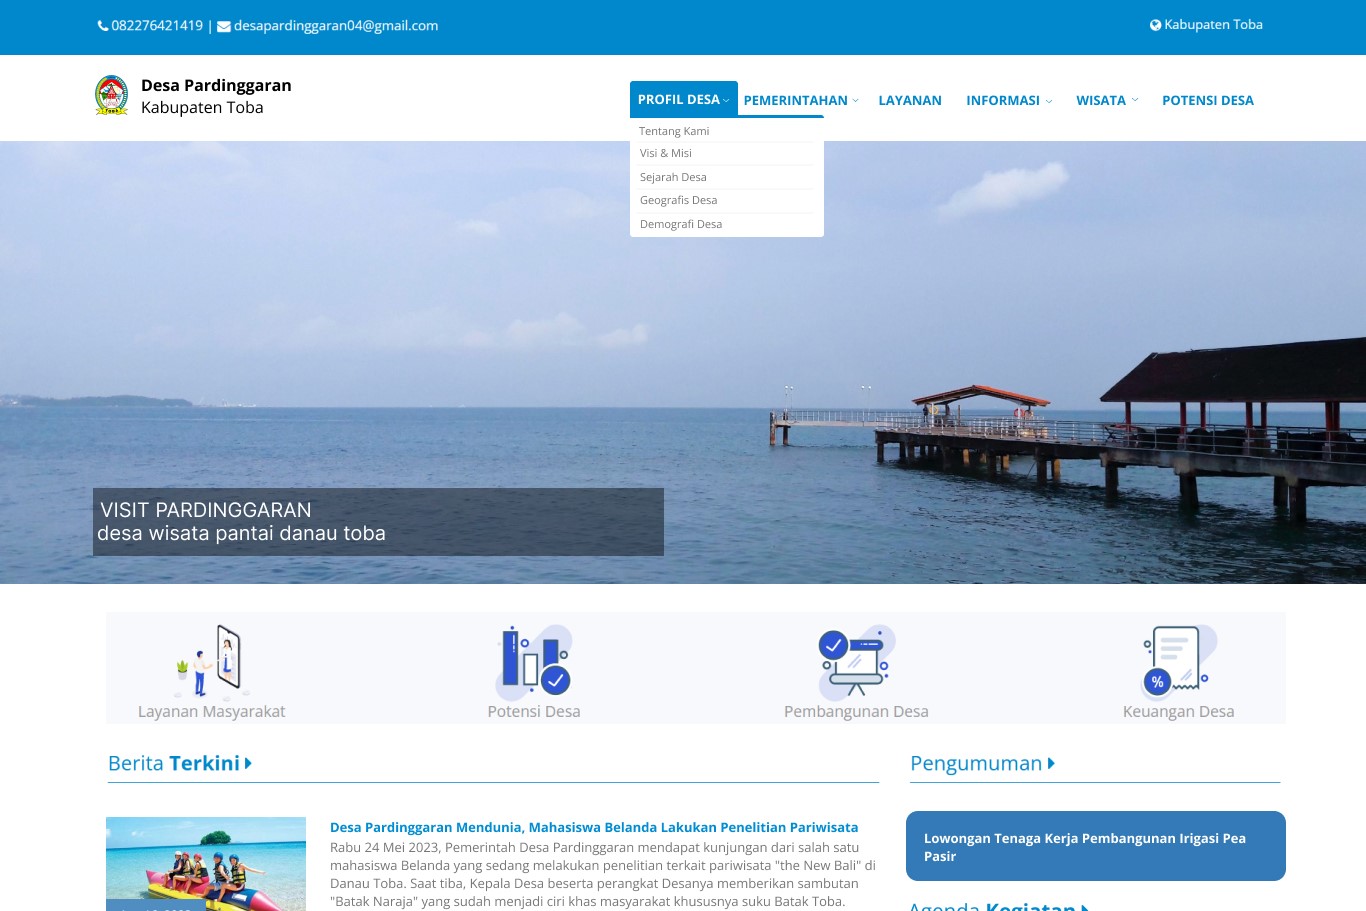 082276421419 | desapardinggaran04@gmail.com
Kabupaten Toba
Desa Pardinggaran
Kabupaten Toba
PROFIL DESA
PEMERINTAHAN
LAYANAN
INFORMASI
WISATA
POTENSI DESA
Tentang Kami
Visi & Misi
Sejarah Desa
Geografis Desa
Demografi Desa
VISIT PARDINGGARAN
desa wisata pantai danau toba
Layanan Masyarakat
Potensi Desa
Pembangunan Desa
Keuangan Desa
Berita Terkini
Desa Pardinggaran Mendunia, Mahasiswa Belanda Lakukan Penelitian Pariwisata
Rabu 24 Mei 2023, Pemerintah Desa Pardinggaran mendapat kunjungan dari salah satu
mahasiswa Belanda yang sedang melakukan penelitian terkait pariwisata "the New Bali" di
Danau Toba. Saat tiba, Kepala Desa beserta perangkat Desanya memberikan sambutan
"Batak Naraja" yang sudah menjadi ciri khas masyarakat khususnya suku Batak Toba.
Pengumuman
Lowongan Tenaga Kerja Pembangunan Irigasi Pea
Pasir
Agenda Kegiatan